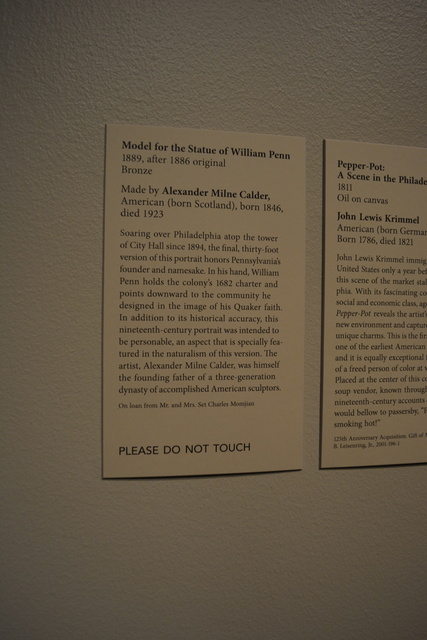 Model for the Statue of William Penn
1889, after 1886 original
Bronze
Made by Alexander Milne Calder,
American (born Scotland), born 1846,
died 1923
Soaring over Philadelphia atop the tower
of City Hall since 1894, the final, thirty-foot
version of this portrait honors Pennsylvania's
founder and namesake. In his hand, William
Penn holds the colony's 1682 charter and
points downward to the community he
designed in the image of his Quaker faith.
In addition to its historical accuracy, this
nineteenth-century portrait was intended to
be personable, an aspect that is specially fea-
tured in the naturalism of this version. The
artist, Alexander Milne Calder, was himself
the founding father of a three-generation
dynasty of accomplished American sculptors.
On loan from Mr. and Mrs. Set Charles Momjian
PLEASE DO NOT TOUCH
Pepper-Pot:
A Scene in the Philade
1811
Oil on canvas
John Lewis Krimmel
American (born German
Born 1786, died 1821
John Lewis Krimmel immig
United States only a year bef
this scene of the market stal
phia. With its fascinating co
social and economic class, ag
Pepper-Pot reveals the artist'
new environment and captur
unique charms. This is the fir
one of the earliest American
and it is equally exceptional
of a freed person of color at w
Placed at the center of this co
soup vendor, known throug
nineteenth-century accounts
would bellow to passersby, "P
smoking hot!"
125th Anniversary Acquisition. Gift of
B. Leisenring, Jr., 2001-196-1